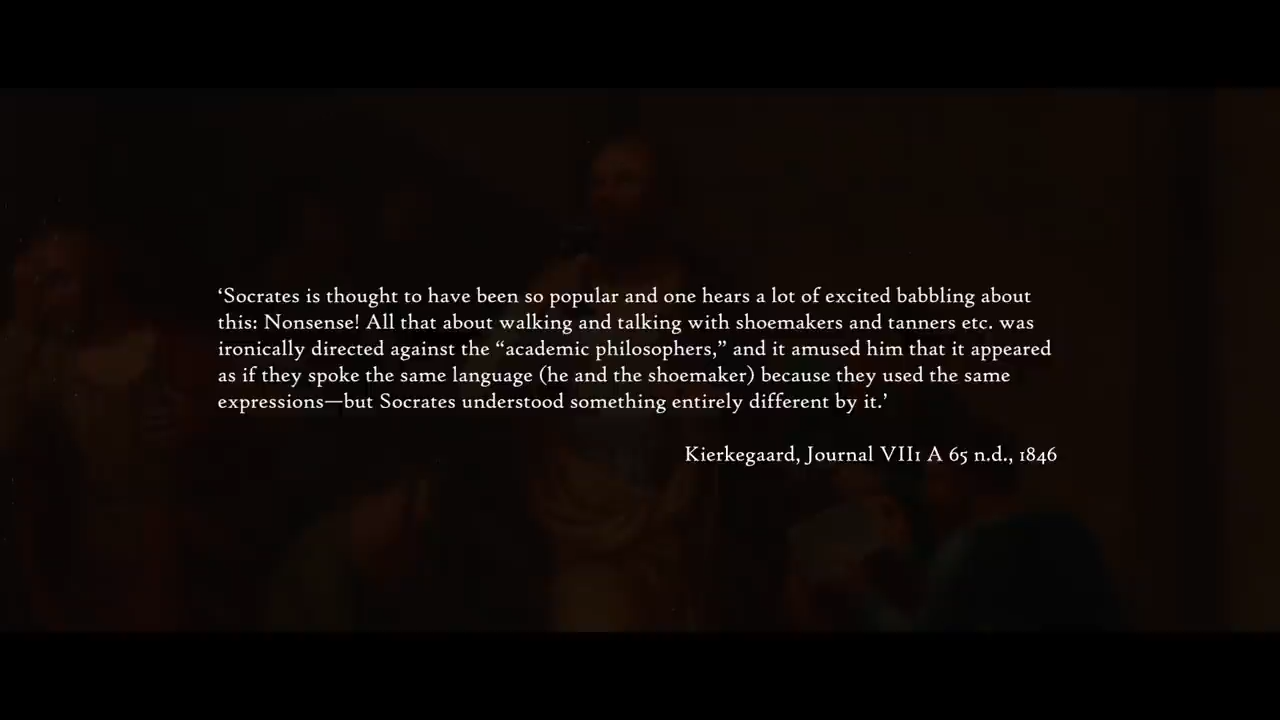 ‘Socrates is thought to have been so popular and one hears a lot of excited babbling about
this: Nonsense! All that about walking and talking with shoemakers and tanners etc. was
ironically directed against the “academic philosophers,” and it amused him that it appeared
as if they spoke the same language (he and the shoemaker) because they used the same
expressions—but Socrates understood something entirely different by it.’
Kierkegaard, Journal VII1 A 65 n.d., 1846